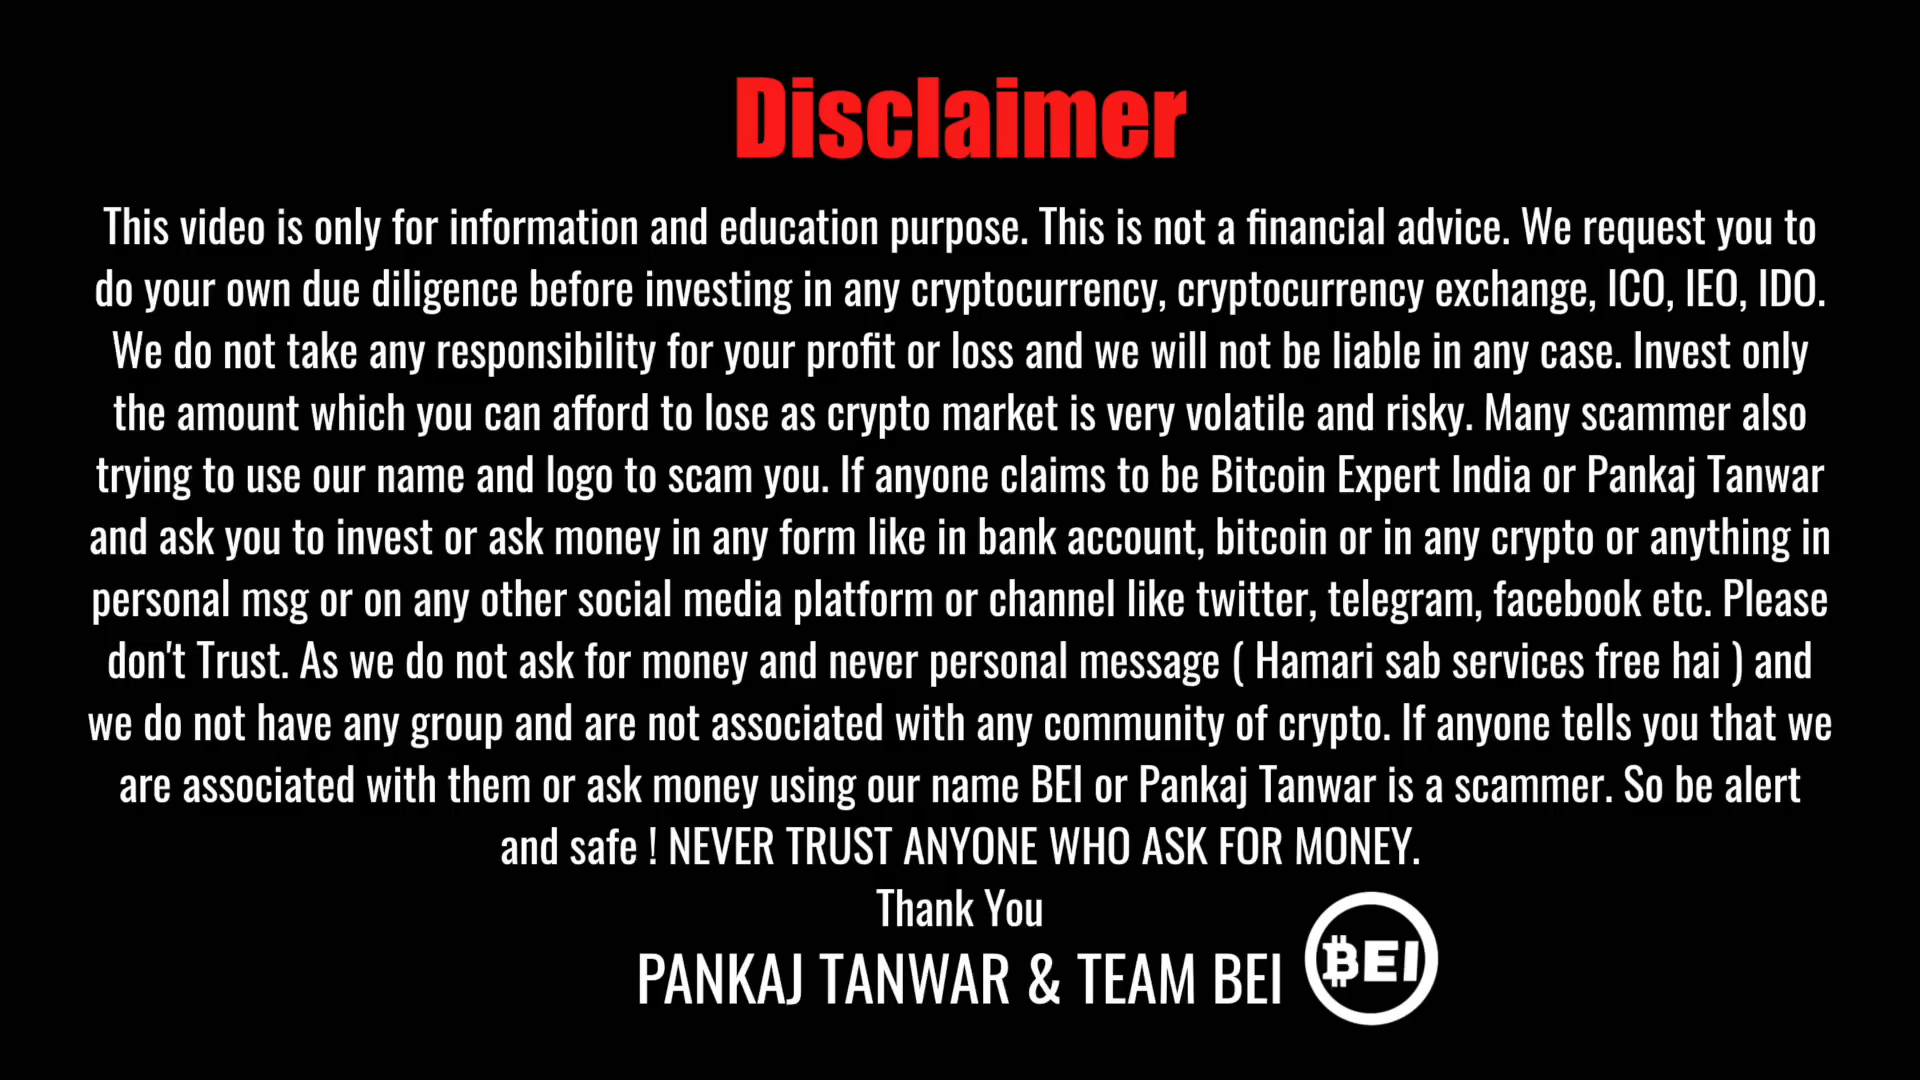 Disclaimer
This video is only for information and education purpose. This is not a financial advice. We request you to
do your own due diligence before investing in any cryptocurrency, cryptocurrency exchange, ICO, IEO, IDO.
We do not take any responsibility for your profit or loss and we will not be liable in any case. Invest only
the amount which you can afford to lose as crypto market is very volatile and risky. Many scammer also
trying to use our name and logo to scam you. If anyone claims to be Bitcoin Expert India or Pankaj Tanwar
and ask you to invest or ask money in any form like in bank account, bitcoin or in any crypto or anything in
personal msg or on any other social media platform or channel like twitter, telegram, facebook etc. Please
don't Trust. As we do not ask for money and never personal message ( Hamari sab services free hai ) and
we do not have any group and are not associated with any community of crypto. If anyone tells you that we
are associated with them or ask money using our name BEI or Pankaj Tanwar is a scammer. So be alert
and safe ! NEVER TRUST ANYONE WHO ASK FOR MONEY.
Thank You
PANKAJ TANWAR & TEAM BEI
BEI